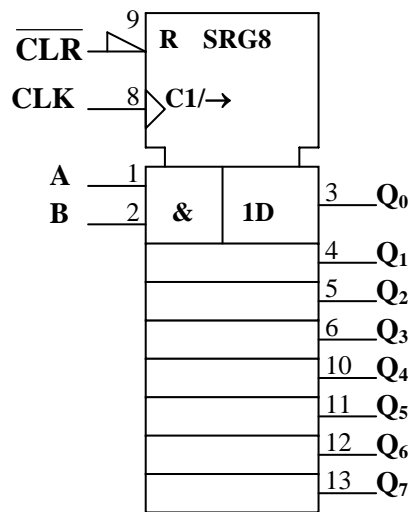 9
R SRG8
C̅L̅R̅
CLK 8 C1/→
A 1
B 2 & 1D 3 Q₀
4 Q₁
5 Q₂
6 Q₃
10 Q₄
11 Q₅
12 Q₆
13 Q₇